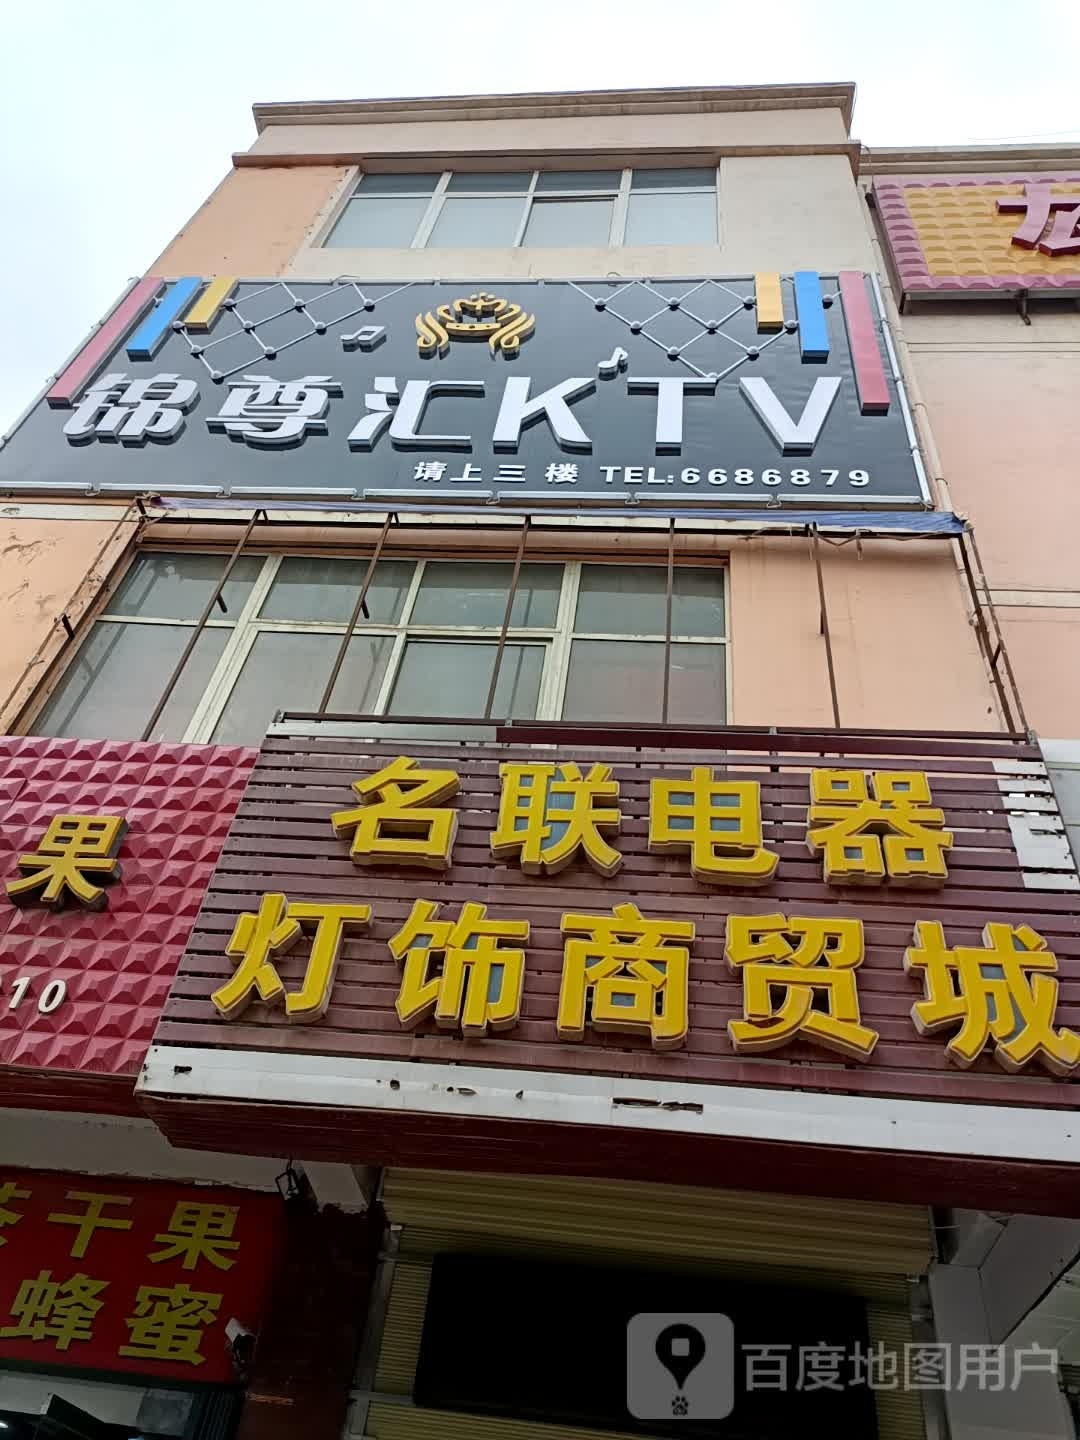 锦尊汇KTV
请上三楼 TEL:6686879
名联电器
灯饰商贸城
果
10
茶干果
蜂蜜
百度地图用户